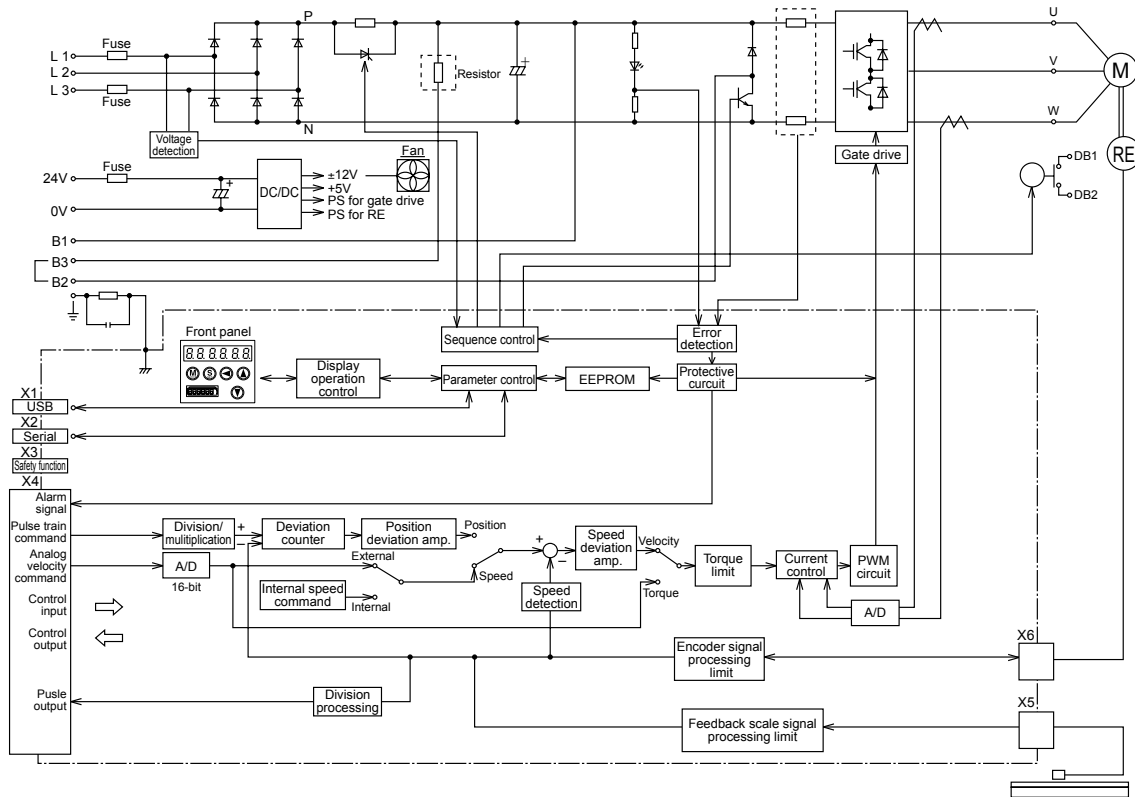 P
U
L 1
Fuse
L 2
L 3
Fuse
Resistor
V
M
W
N
Voltage
detection
Gate drive
RE
Fan
24V
Fuse
DC/DC
±12V
+5V
PS for gate drive
PS for RE
0V
DB1
DB2
B1
B3
B2
Front panel
8.8.8.8.8.8.
M
S
Sequence control
Error
detection
Display
operation
control
Parameter control
EEPROM
Protective
curcuit
X1
USB
X2
Serial
X3
Safety function
X4
Alarm
signal
Pulse train
command
Analog
velocity
command
Control
input
Control
output
Pusle
output
Division/
mulitiplication
+
−
Deviation
counter
Position
deviation amp.
Position
A/D
16-bit
External
Internal speed
command
Internal
Speed
+
−
Speed
deviation
amp.
Speed
detection
Velocity
Torque
Torque
limit
Current
control
PWM
circuit
A/D
Encoder signal
processing
limit
X6
Division
processing
Feedback scale signal
processing limit
X5